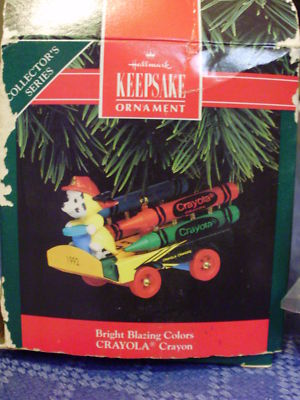 COLLECTOR'S
SERIES
Hallmark
KEEPSAKE
ORNAMENT
Crayola
Crayola
1992
Bright Blazing Colors
CRAYOLA® Crayon